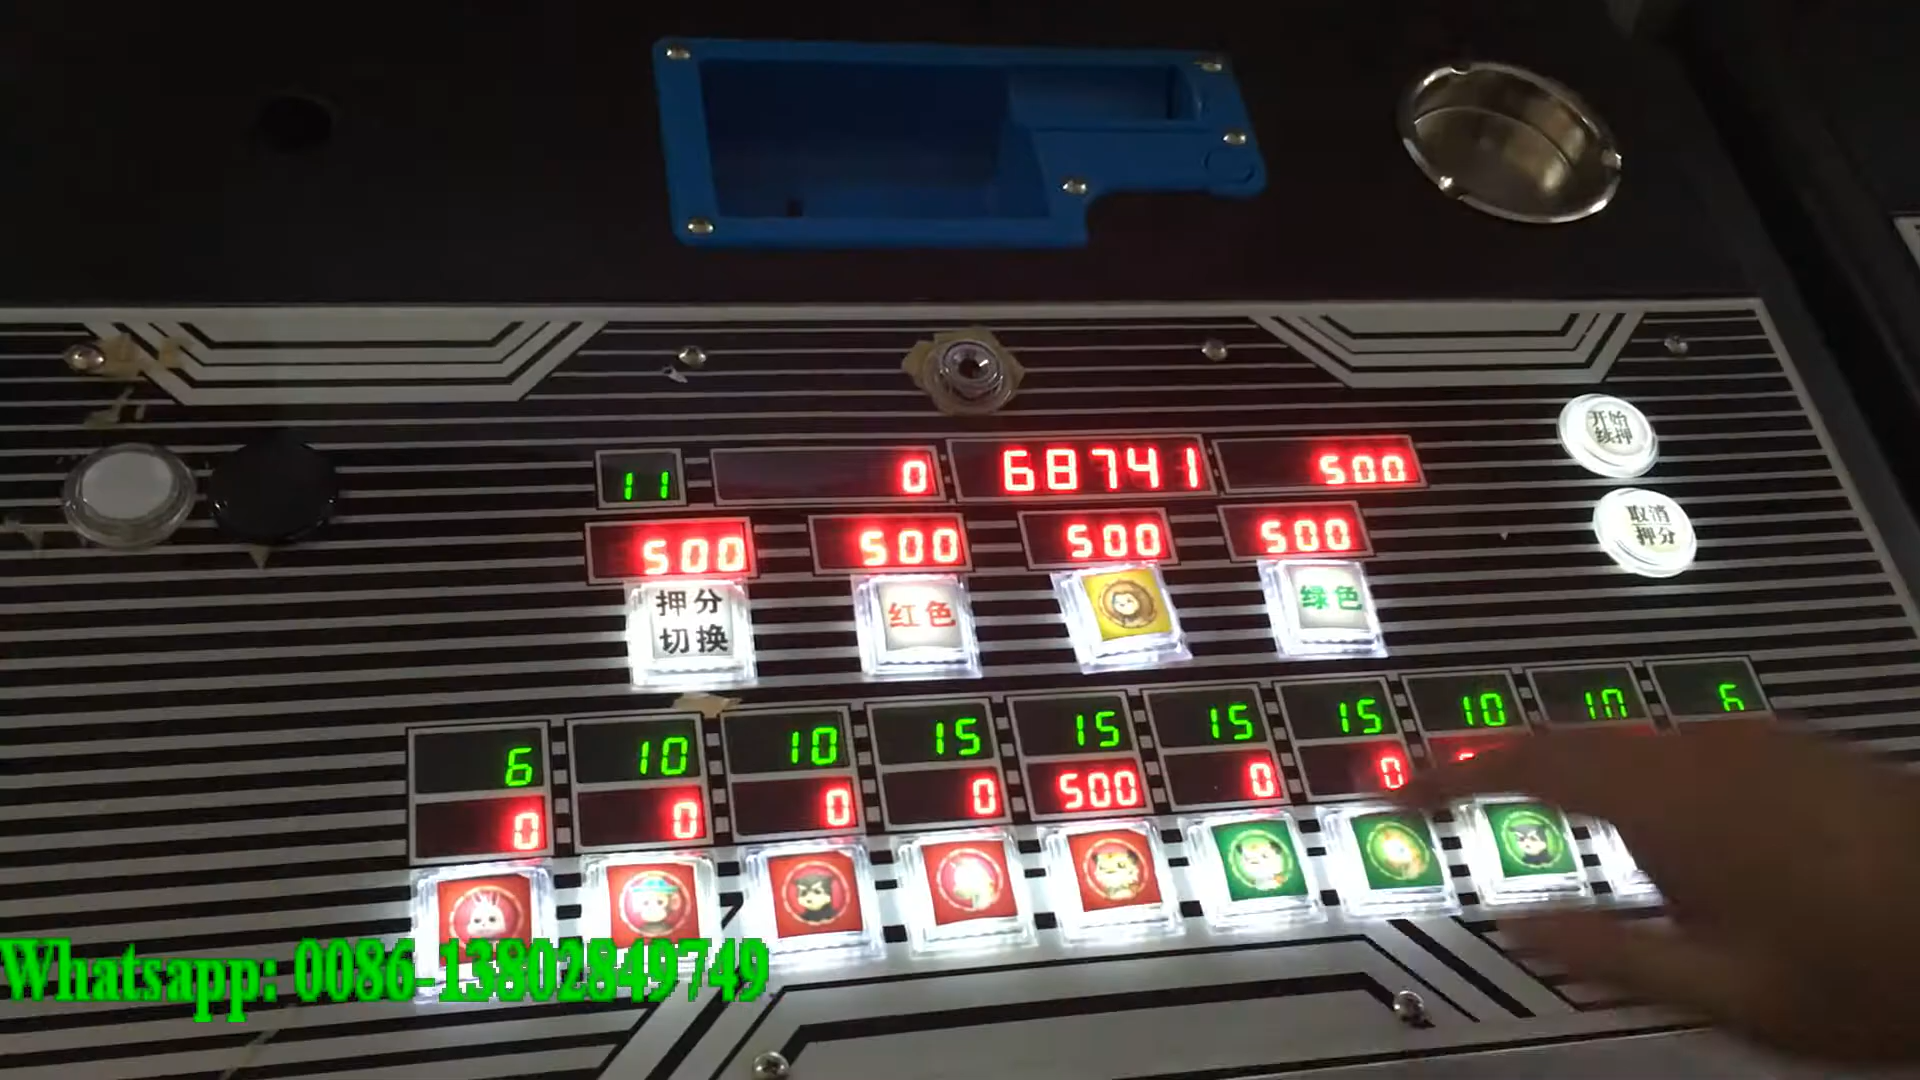 开始
续押
11 0 68741 500
取消
押分
500 500 500 500
押分
切换
红色
绿色
6 10 10 15 15 15 15 10 10 6
0 0 0 0 500 0 0
Whatsapp: 0086-13802849749